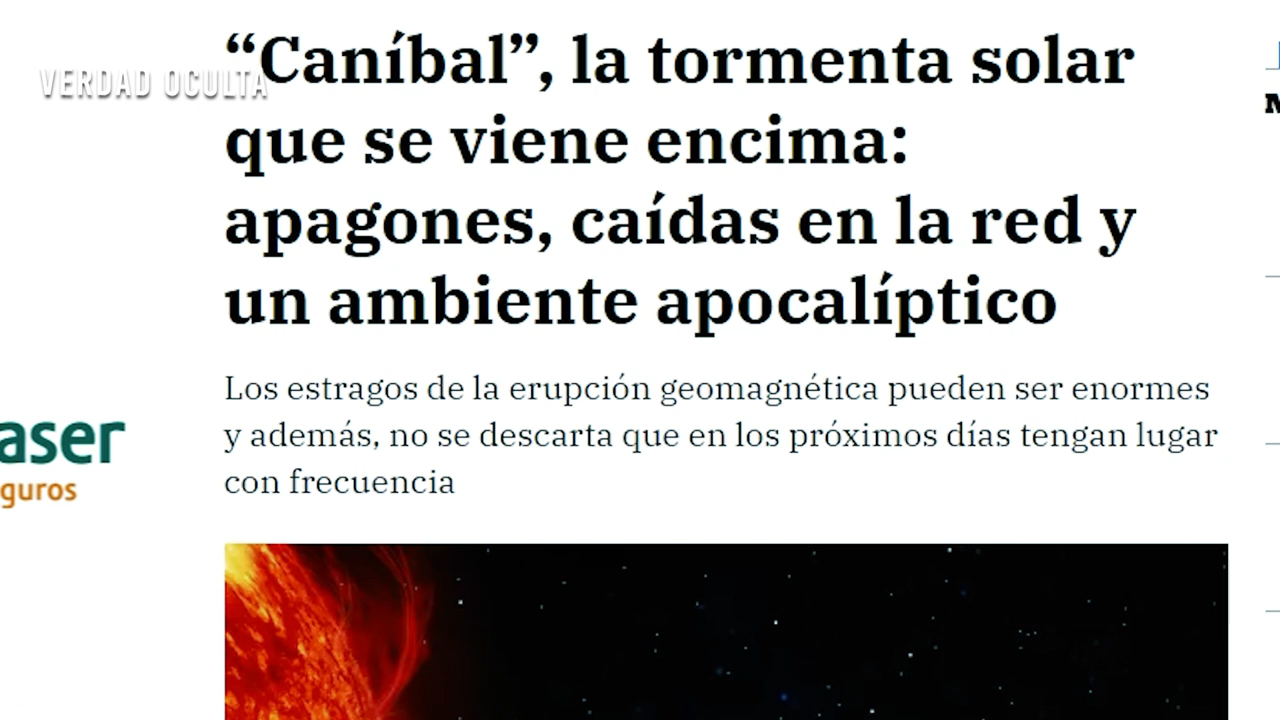 VERDAD OCULTA
“Caníbal”, la tormenta solar
que se viene encima:
apagones, caídas en la red y
un ambiente apocalíptico
Los estragos de la erupción geomagnética pueden ser enormes
y además, no se descarta que en los próximos días tengan lugar
con frecuencia
aser
guros